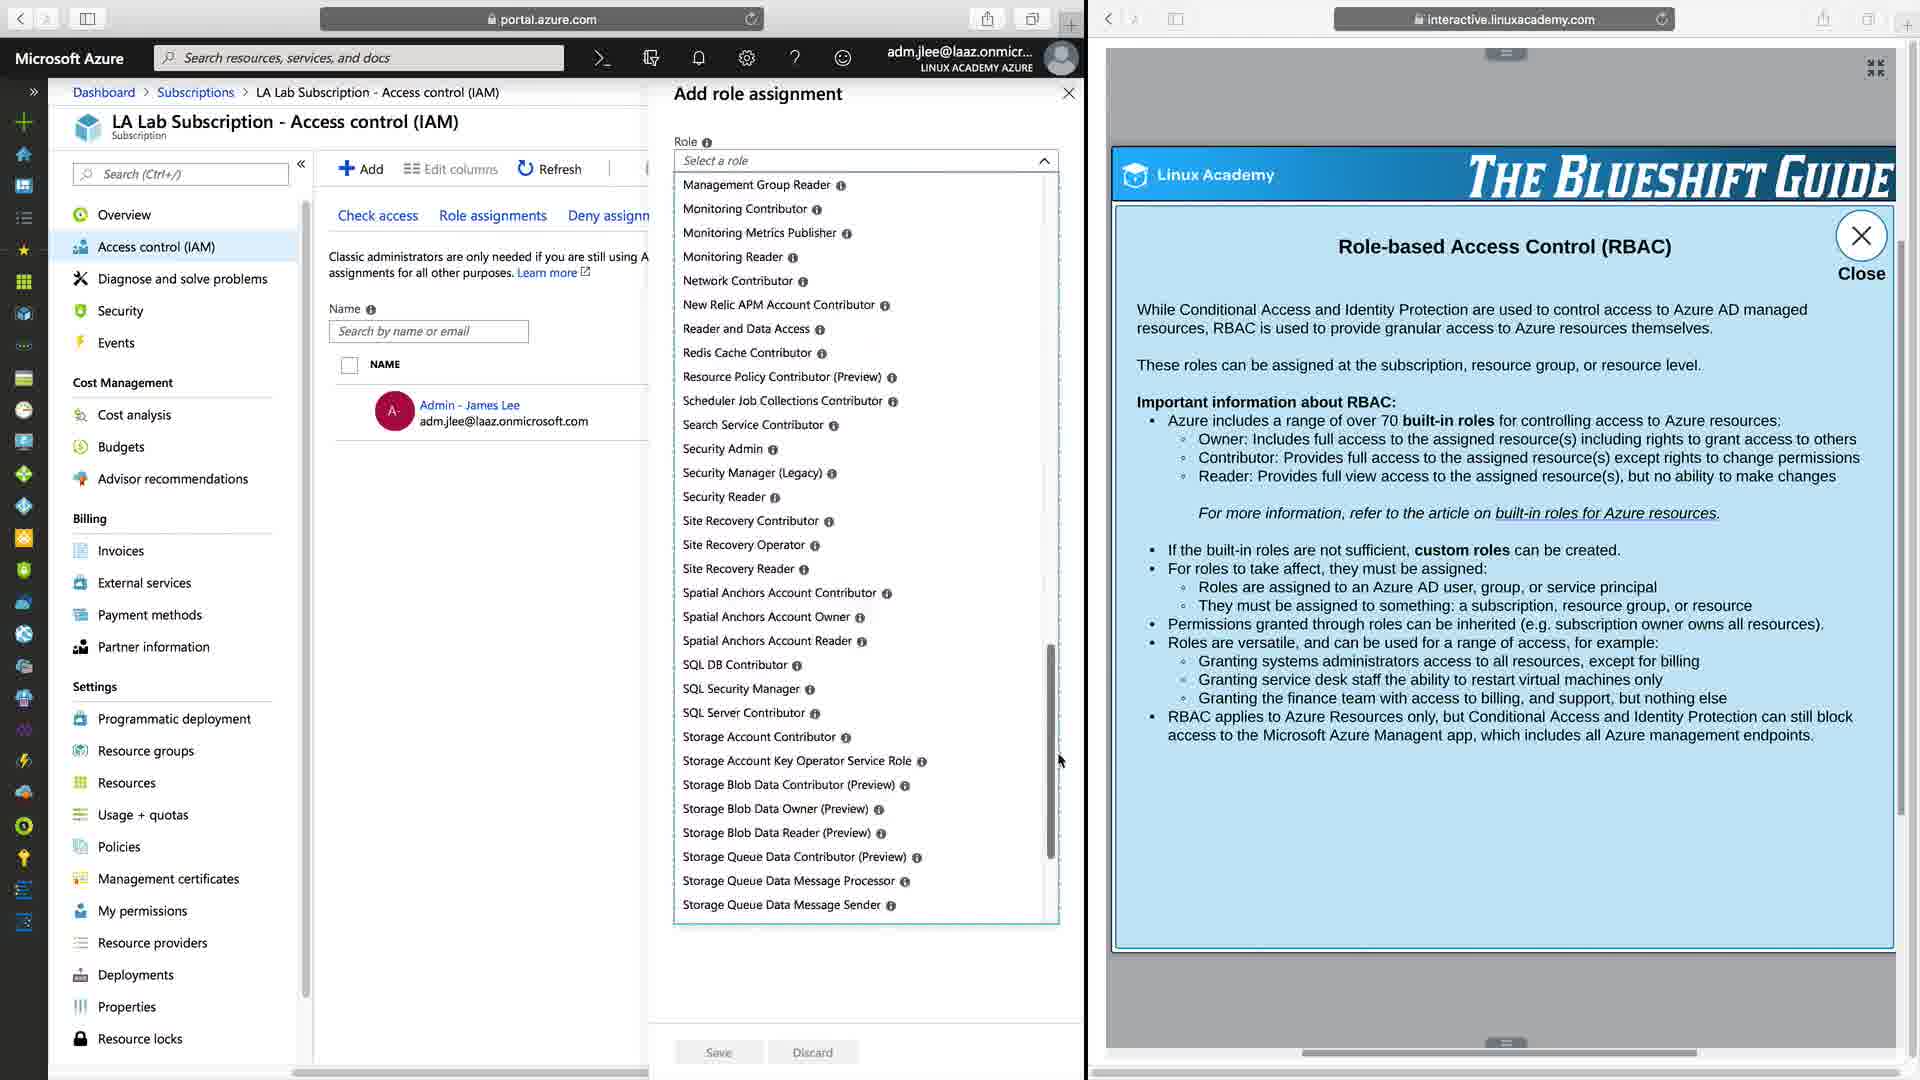 portal.azure.com
Microsoft Azure
Search resources, services, and docs
adm.jlee@laaz.onmicr...
LINUX ACADEMY AZURE
Dashboard
Subscriptions
LA Lab Subscription - Access control (IAM)
LA Lab Subscription - Access control (IAM)
Subscription
Search (Ctrl+/)
Overview
Access control (IAM)
Diagnose and solve problems
Security
Events
Cost Management
Cost analysis
Budgets
Advisor recommendations
Billing
Invoices
External services
Payment methods
Partner information
Settings
Programmatic deployment
Resource groups
Resources
Usage + quotas
Policies
Management certificates
My permissions
Resource providers
Deployments
Properties
Resource locks
Add
Edit columns
Refresh
Check access
Role assignments
Deny assignm
Classic administrators are only needed if you are still using A
assignments for all other purposes. Learn more
Name
Search by name or email
NAME
A-
Admin - James Lee
adm.jlee@laaz.onmicrosoft.com
Add role assignment
Role
Select a role
Management Group Reader
Monitoring Contributor
Monitoring Metrics Publisher
Monitoring Reader
Network Contributor
New Relic APM Account Contributor
Reader and Data Access
Redis Cache Contributor
Resource Policy Contributor (Preview)
Scheduler Job Collections Contributor
Search Service Contributor
Security Admin
Security Manager (Legacy)
Security Reader
Site Recovery Contributor
Site Recovery Operator
Site Recovery Reader
Spatial Anchors Account Contributor
Spatial Anchors Account Owner
Spatial Anchors Account Reader
SQL DB Contributor
SQL Security Manager
SQL Server Contributor
Storage Account Contributor
Storage Account Key Operator Service Role
Storage Blob Data Contributor (Preview)
Storage Blob Data Owner (Preview)
Storage Blob Data Reader (Preview)
Storage Queue Data Contributor (Preview)
Storage Queue Data Message Processor
Storage Queue Data Message Sender
Save
Discard
interactive.linuxacademy.com
Linux Academy
THE BLUESHIFT GUIDE
Role-based Access Control (RBAC)
Close
While Conditional Access and Identity Protection are used to control access to Azure AD managed
resources, RBAC is used to provide granular access to Azure resources themselves.
These roles can be assigned at the subscription, resource group, or resource level.
Important information about RBAC:
Azure includes a range of over 70 built-in roles for controlling access to Azure resources:
Owner: Includes full access to the assigned resource(s) including rights to grant access to others
Contributor: Provides full access to the assigned resource(s) except rights to change permissions
Reader: Provides full view access to the assigned resource(s), but no ability to make changes
For more information, refer to the article on built-in roles for Azure resources.
If the built-in roles are not sufficient, custom roles can be created.
For roles to take affect, they must be assigned:
Roles are assigned to an Azure AD user, group, or service principal
They must be assigned to something: a subscription, resource group, or resource
Permissions granted through roles can be inherited (e.g. subscription owner owns all resources).
Roles are versatile, and can be used for a range of access, for example:
Granting systems administrators access to all resources, except for billing
Granting service desk staff the ability to restart virtual machines only
Granting the finance team with access to billing, and support, but nothing else
RBAC applies to Azure Resources only, but Conditional Access and Identity Protection can still block
access to the Microsoft Azure Managent app, which includes all Azure management endpoints.